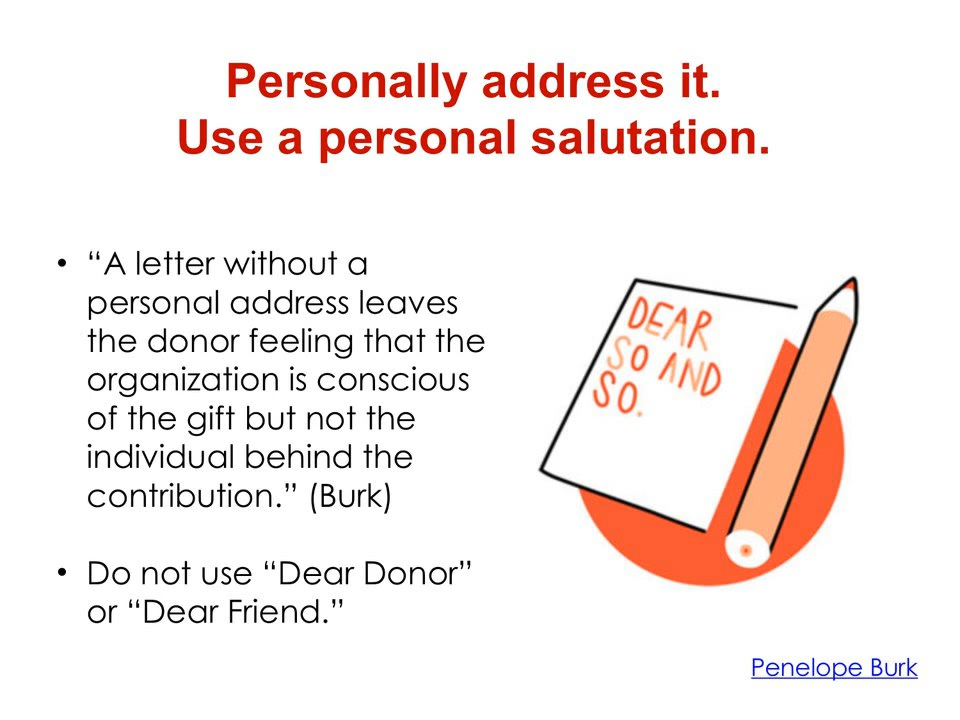 Personally address it.
Use a personal salutation.
• “A letter without a
personal address leaves
the donor feeling that the
organization is conscious
of the gift but not the
individual behind the
contribution.” (Burk)
• Do not use “Dear Donor”
or “Dear Friend.”
DEAR
SO AND
SO.
Penelope Burk